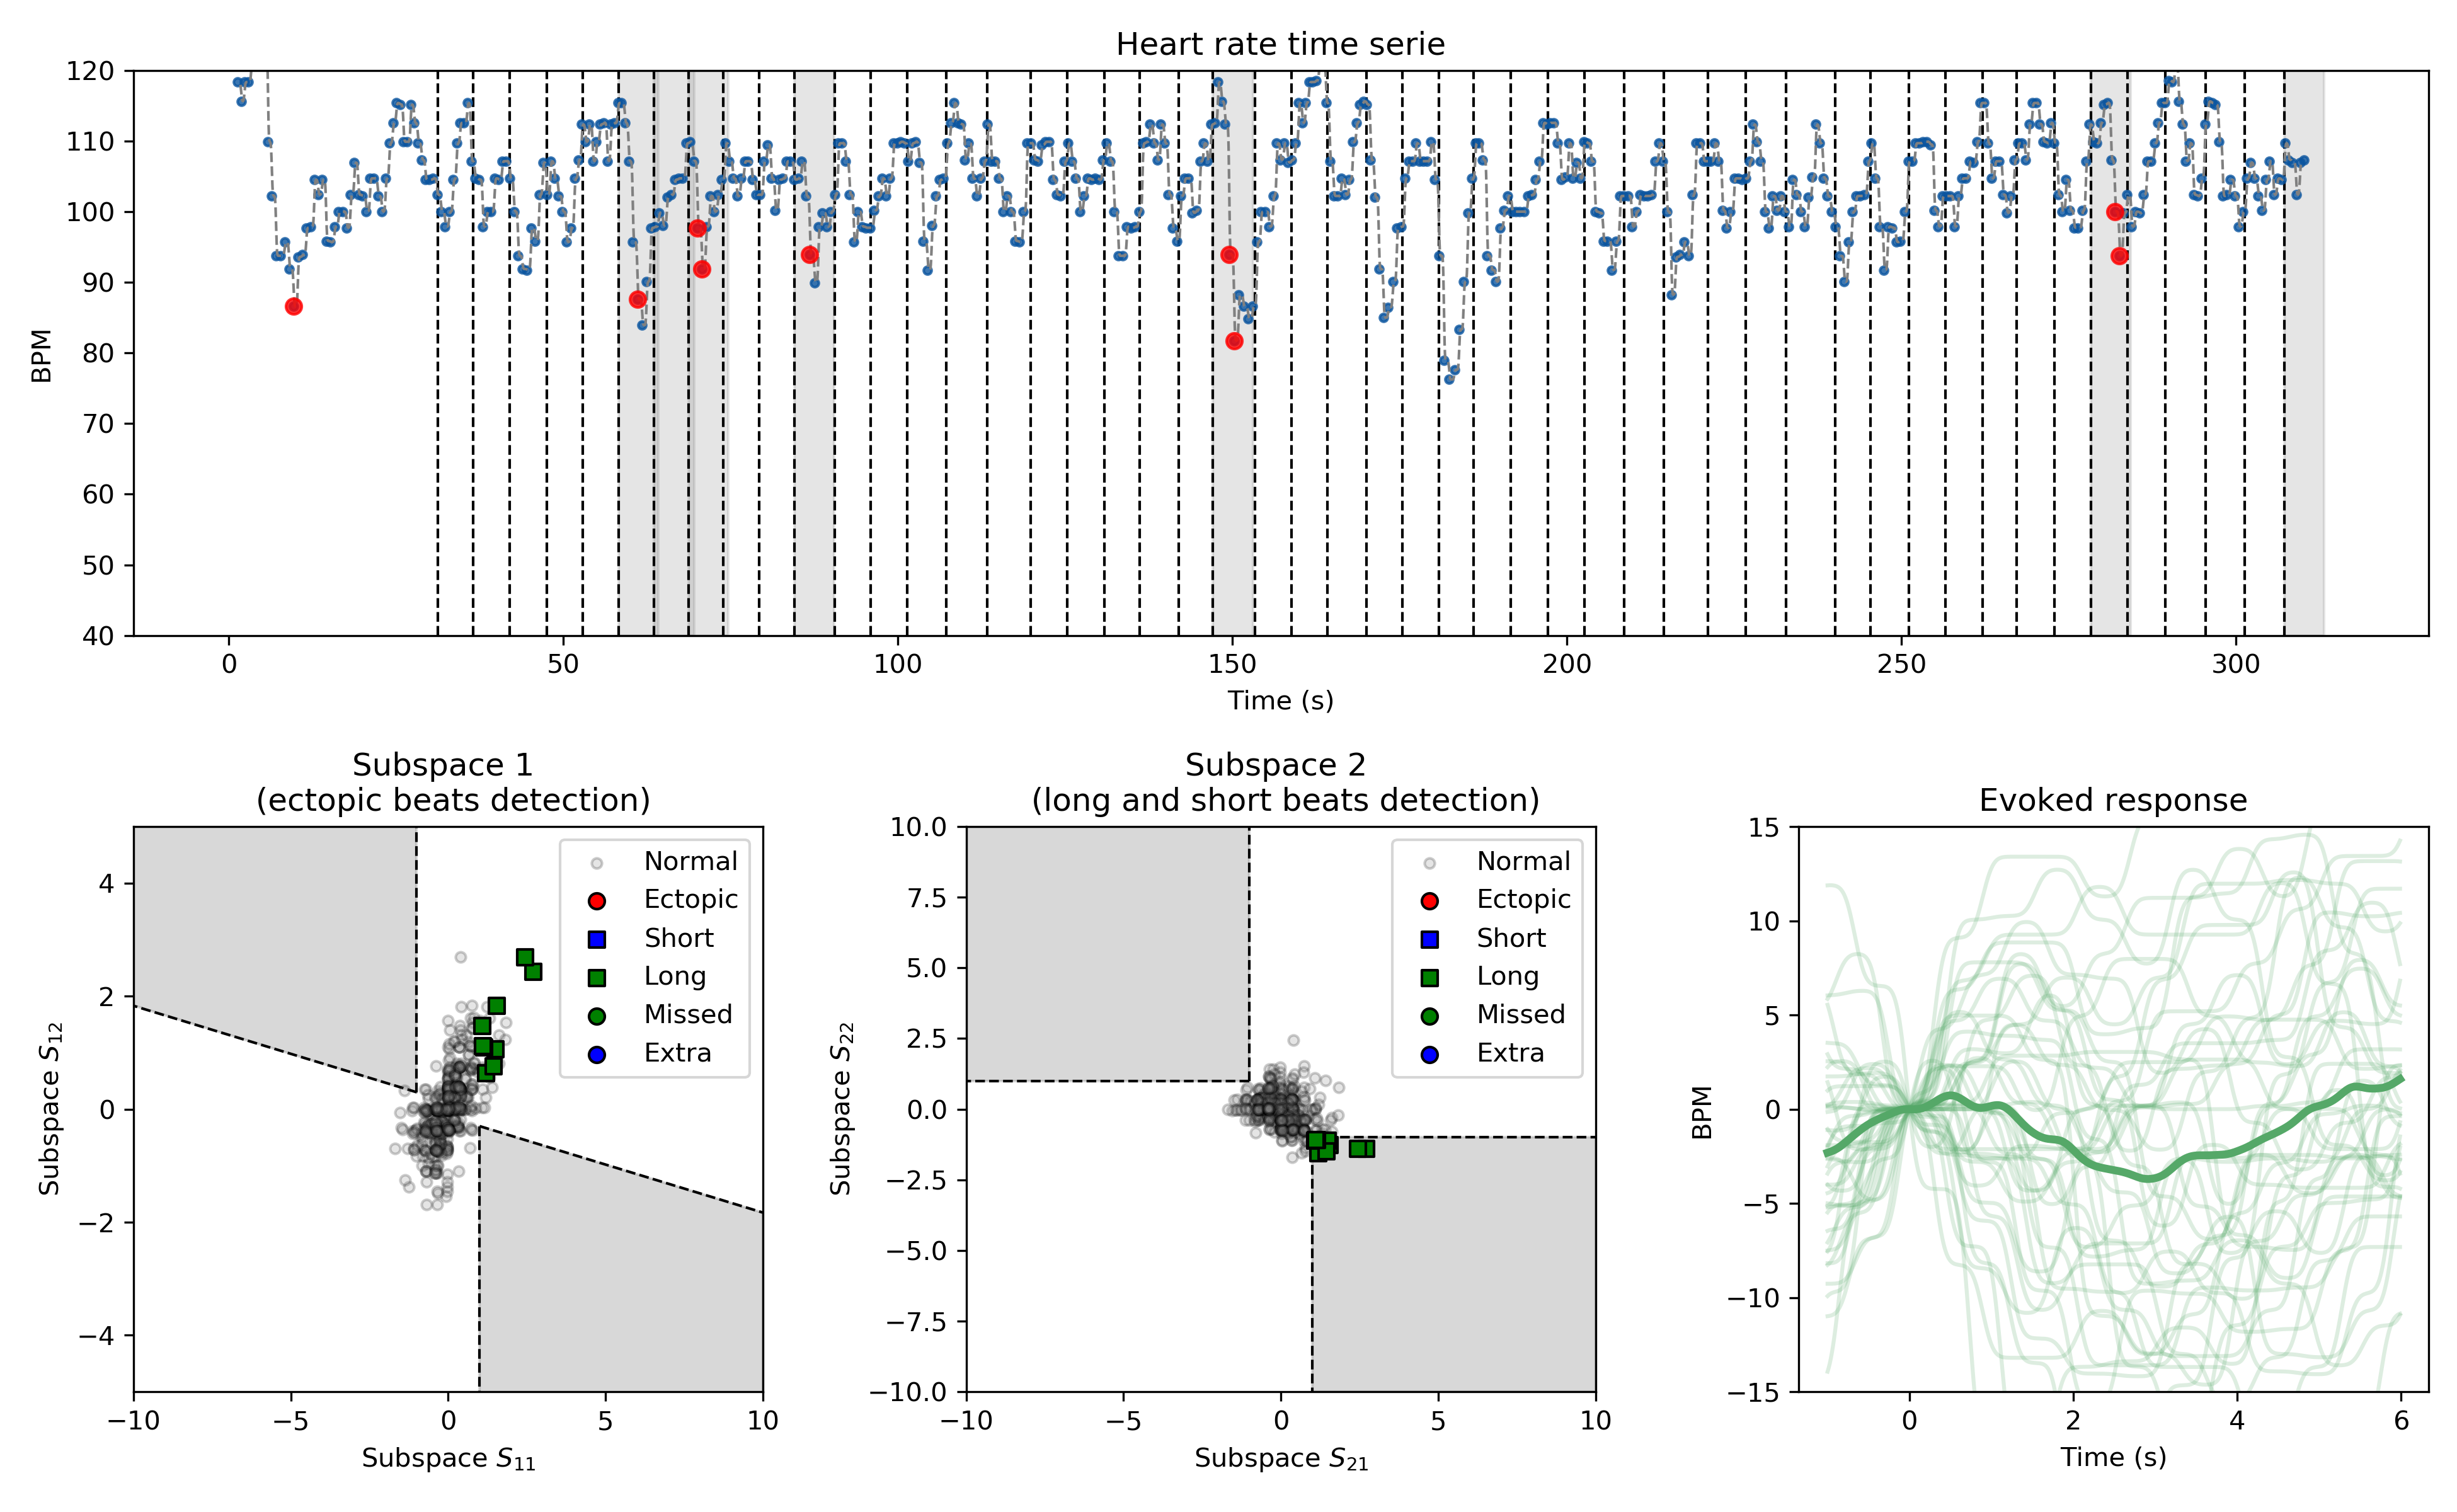 Heart rate time serie
120
110
100
90
80
70
60
50
40
BPM
0 50 100 150 200 250 300
Time (s)
Subspace 1
(ectopic beats detection)
4
2
0
−2
−4
Subspace S12
Normal
Ectopic
Short
Long
Missed
Extra
−10 −5 0 5 10
Subspace S11
Subspace 2
(long and short beats detection)
10.0
7.5
5.0
2.5
0.0
−2.5
−5.0
−7.5
−10.0
Subspace S22
Normal
Ectopic
Short
Long
Missed
Extra
−10 −5 0 5 10
Subspace S21
Evoked response
15
10
5
0
−5
−10
−15
BPM
0 2 4 6
Time (s)